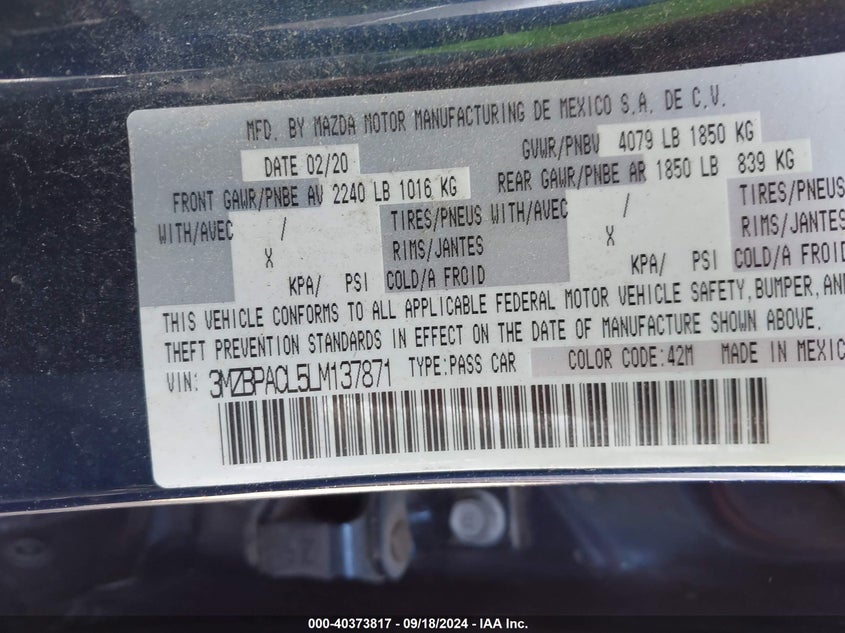 MFD. BY MAZDA MOTOR MANUFACTURING DE MEXICO S.A. DE C.V.
DATE 02/20 GVWR/PNBV 4079 LB 1850 KG
FRONT GAWR/PNBE AV 2240 LB 1016 KG REAR GAWR/PNBE AR 1850 LB 839 KG
WITH/AVEC / TIRES/PNEUS WITH/AVEC / TIRES/PNEUS
X RIMS/JANTES X RIMS/JANTES
KPA/ PSI COLD/A FROID KPA/ PSI COLD/A FROID
THIS VEHICLE CONFORMS TO ALL APPLICABLE FEDERAL MOTOR VEHICLE SAFETY, BUMPER, AND
THEFT PREVENTION STANDARDS IN EFFECT ON THE DATE OF MANUFACTURE SHOWN ABOVE.
VIN: 3MZBPACL5LM137871 TYPE:PASS CAR COLOR CODE:42M MADE IN MEXICO
000-40373817 - 09/18/2024 - IAA Inc.